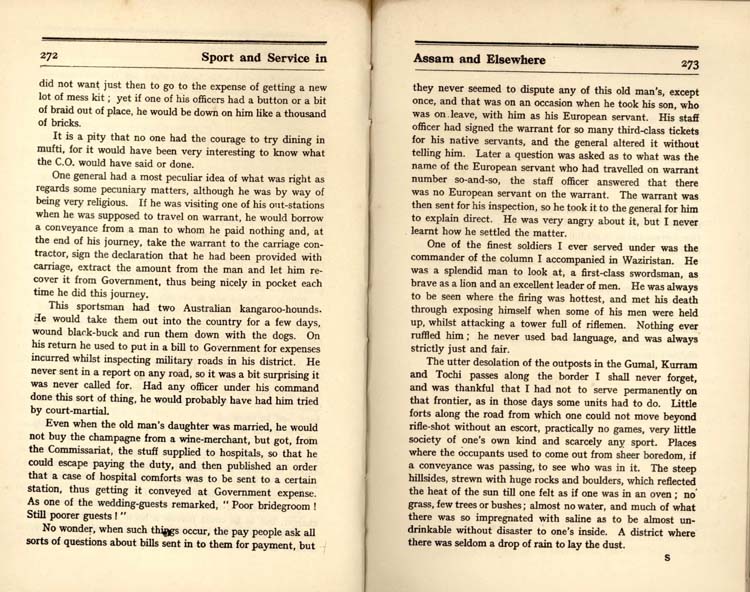 272
Sport and Service in
did not want just then to go to the expense of getting a new
lot of mess kit ; yet if one of his officers had a button or a bit
of braid out of place, he would be down on him like a thousand
of bricks.
It is a pity that no one had the courage to try dining in
mufti, for it would have been very interesting to know what
the C.O. would have said or done.
One general had a most peculiar idea of what was right as
regards some pecuniary matters, although he was by way of
being very religious. If he was visiting one of his out-stations
when he was supposed to travel on warrant, he would borrow
a conveyance from a man to whom he paid nothing and, at
the end of his journey, take the warrant to the carriage con-
tractor, sign the declaration that he had been provided with
carriage, extract the amount from the man and let him re-
cover it from Government, thus being nicely in pocket each
time he did this journey.
This sportsman had two Australian kangaroo-hounds.
He would take them out into the country for a few days,
wound black-buck and run them down with the dogs. On
his return he used to put in a bill to Government for expenses
incurred whilst inspecting military roads in his district. He
never sent in a report on any road, so it was a bit surprising it
was never called for. Had any officer under his command
done this sort of thing, he would probably have had him tried
by court-martial.
Even when the old man's daughter was married, he would
not buy the champagne from a wine-merchant, but got, from
the Commissariat, the stuff supplied to hospitals, so that he
could escape paying the duty, and then published an order
that a case of hospital comforts was to be sent to a certain
station, thus getting it conveyed at Government expense.
As one of the wedding-guests remarked, " Poor bridegroom !
Still poorer guests ! "
No wonder, when such things occur, the pay people ask all
sorts of questions about bills sent in to them for payment, but
Assam and Elsewhere
273
they never seemed to dispute any of this old man's, except
once, and that was on an occasion when he took his son, who
was on leave, with him as his European servant. His staff
officer had signed the warrant for so many third-class tickets
for his native servants, and the general altered it without
telling him. Later a question was asked as to what was the
name of the European servant who had travelled on warrant
number so-and-so, the staff officer answered that there
was no European servant on the warrant. The warrant was
then sent for his inspection, so he took it to the general for him
to explain direct. He was very angry about it, but I never
learnt how he settled the matter.
One of the finest soldiers I ever served under was the
commander of the column I accompanied in Waziristan. He
was a splendid man to look at, a first-class swordsman, as
brave as a lion and an excellent leader of men. He was always
to be seen where the firing was hottest, and met his death
through exposing himself when some of his men were held
up, whilst attacking a tower full of riflemen. Nothing ever
ruffled him ; he never used bad language, and was always
strictly just and fair.
The utter desolation of the outposts in the Gumal, Kurram
and Tochi passes along the border I shall never forget,
and was thankful that I had not to serve permanently on
that frontier, as in those days some units had to do. Little
forts along the road from which one could not move beyond
rifle-shot without an escort, practically no games, very little
society of one's own kind and scarcely any sport. Places
where the occupants used to come out from sheer boredom, if
a conveyance was passing, to see who was in it. The steep
hillsides, strewn with huge rocks and boulders, which reflected
the heat of the sun till one felt as if one was in an oven ; no
grass, few trees or bushes ; almost no water, and much of what
there was so impregnated with saline as to be almost un-
drinkable without disaster to one's inside. A district where
there was seldom a drop of rain to lay the dust.
S